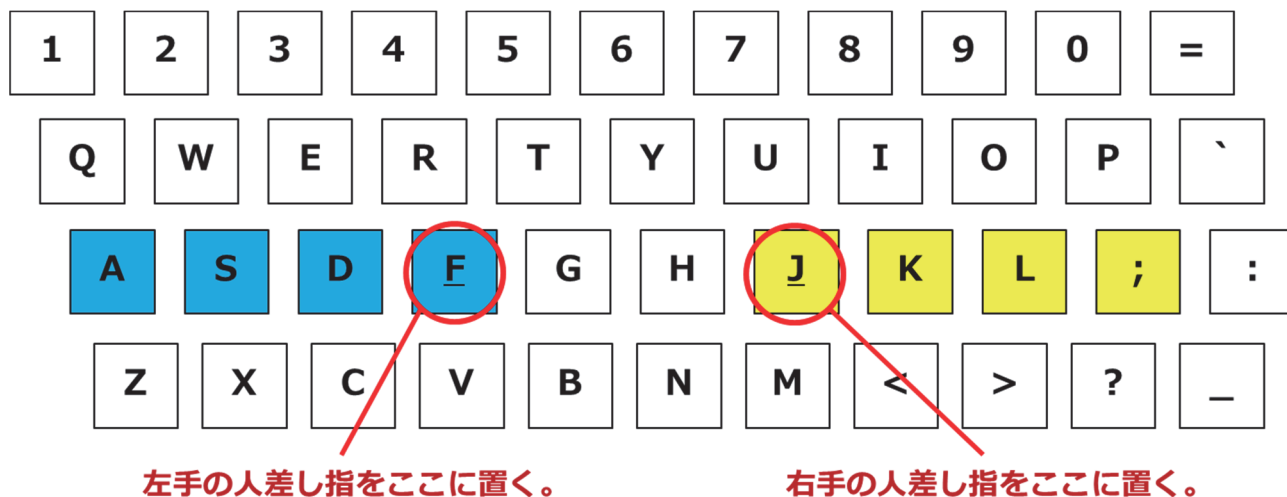 1 2 3 4 5 6 7 8 9 0 =
Q W E R T Y U I O P `
A S D F G H J K L ; :
Z X C V B N M < > ? _
左手の人差し指をここに置く。 右手の人差し指をここに置く。